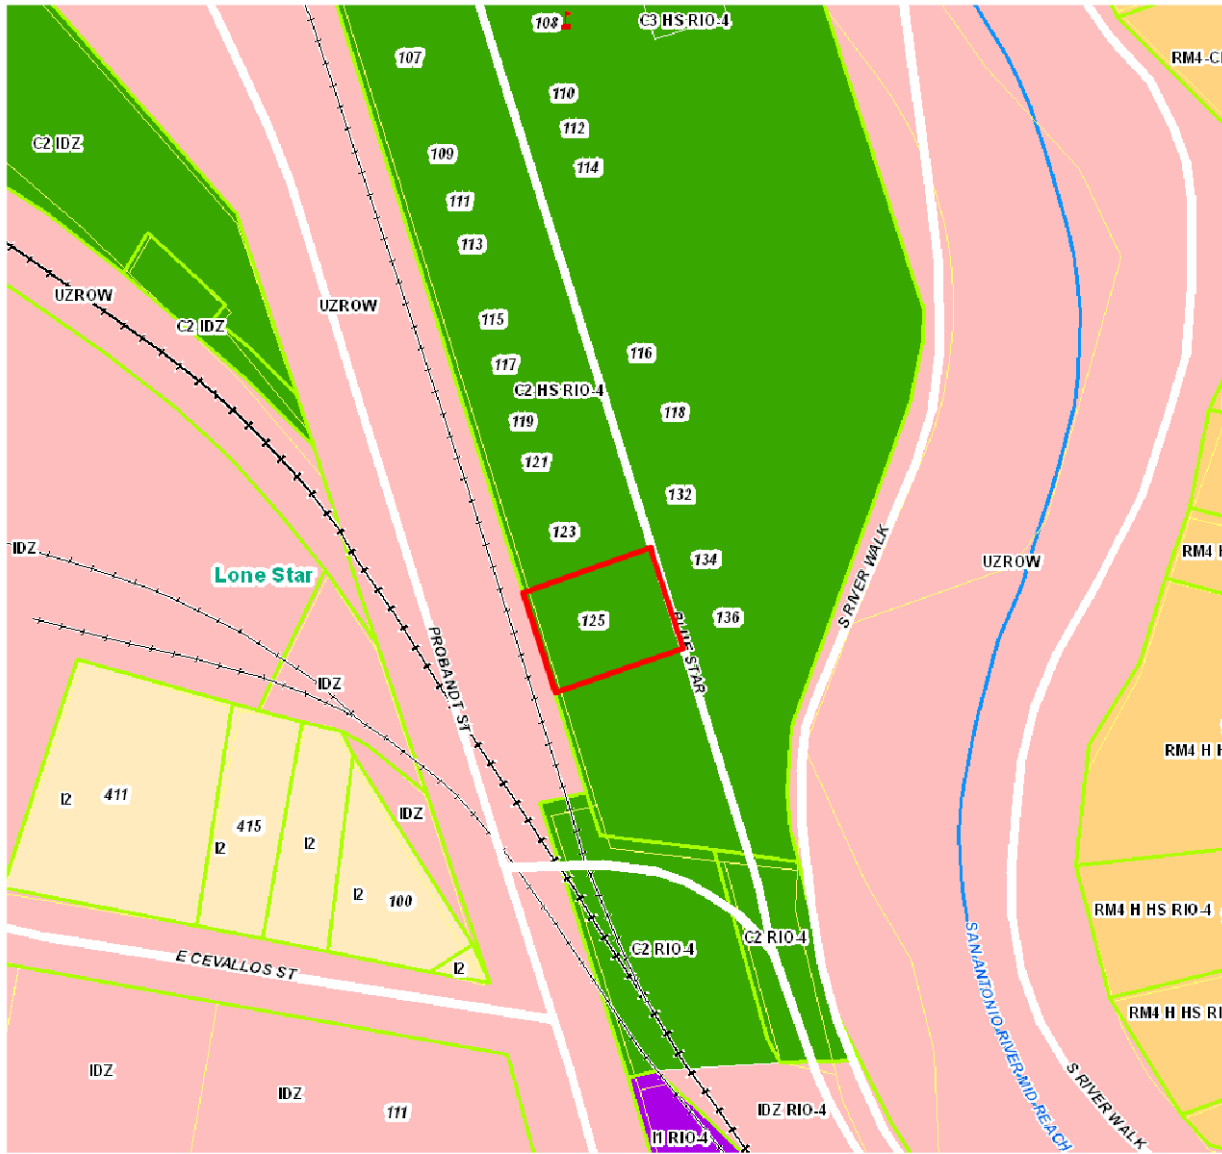 108
C3 HS RIO-4
107
RM4 -C
110
112
C2 IDZ
109
114
111
113
UZROW
UZROW
115
C2 IDZ
116
117
C2 HS RIO-4
118
119
121
132
123
IDZ
134
UZROW
RM4 H
Lone Star
S RIVER WALK
125
136
BLUE STAR
PROBANDT ST
IDZ
RM4 H H
411
I2
IDZ
415
I2
I2
I2
100
RM4 H HS RIO-4
C2 RIO-4
C2 RIO-4
E CEVALLOS ST
I2
SAN ANTONIO RIVER MID REACH
RM4 H HS RI
IDZ
IDZ
111
IDZ RIO-4
S RIVER WALK
I1 RIO-4